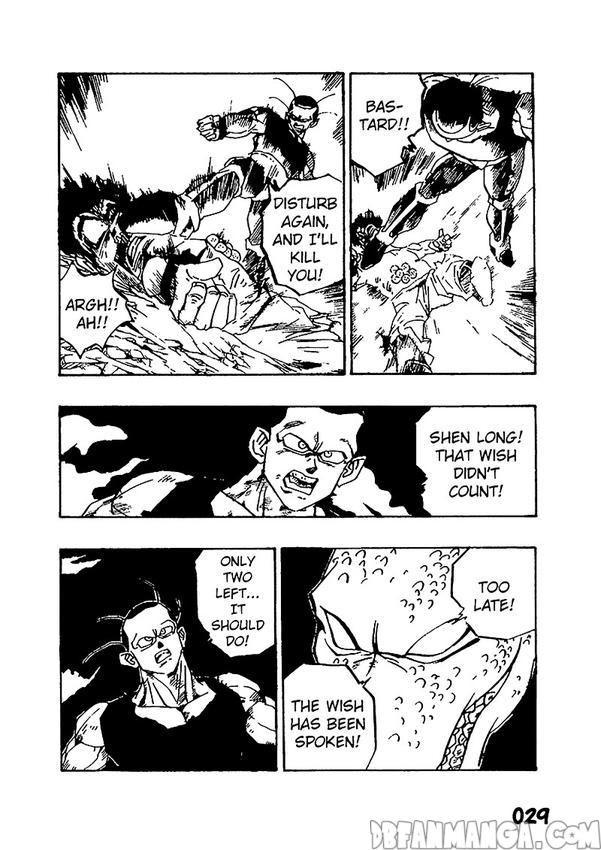 BAS-
TARD!!
DISTURB
AGAIN,
AND I'LL
KILL
YOU!
ARGH!!
AH!!
SHEN LONG!
THAT WISH
DIDN'T
COUNT!
TOO
LATE!
THE WISH
HAS BEEN
SPOKEN!
ONLY
TWO
LEFT...
IT
SHOULD
DO!
029
DBFANMANGA.COM